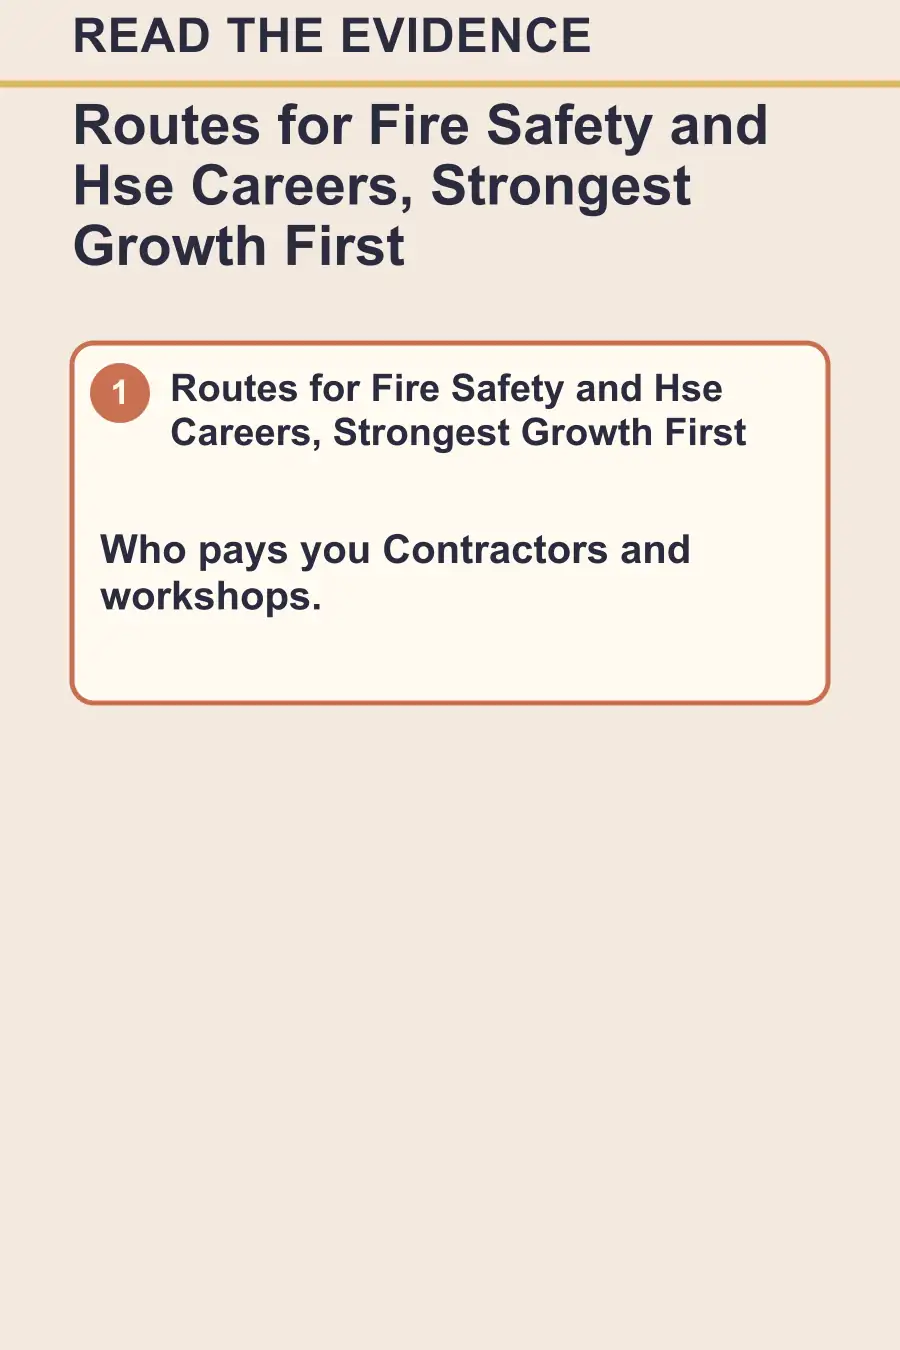 READ THE EVIDENCE
Routes for Fire Safety and
Hse Careers, Strongest
Growth First
1
Routes for Fire Safety and Hse
Careers, Strongest Growth First
Who pays you Contractors and
workshops.